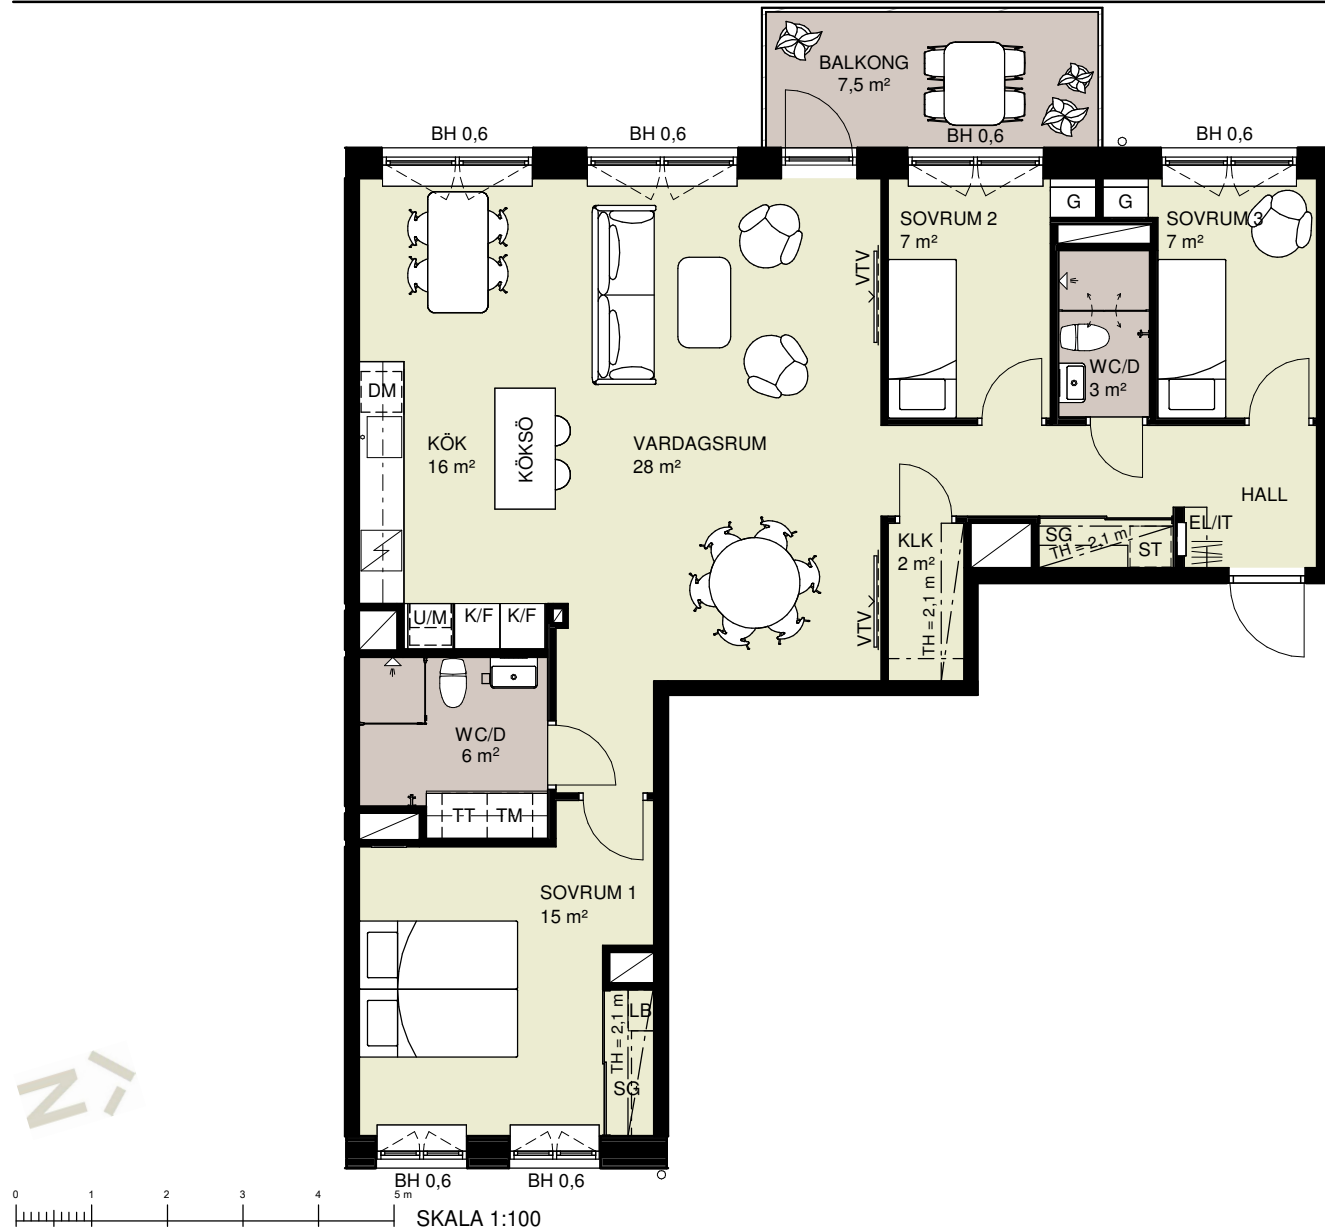 BALKONG
7,5 m²
BH 0,6
BH 0,6
BH 0,6
BH 0,6
G
G
SOVRUM 2
7 m²
SOVRUM 3
7 m²
VTV
WC/D
3 m²
DM
KÖK
16 m²
KÖKSÖ
VARDAGSRUM
28 m²
HALL
EL/IT
SG
TH = 2,1 m
ST
KLK
2 m²
TH = 2,1 m
VTV
U/M
K/F
K/F
WC/D
6 m²
TT
TM
SOVRUM 1
15 m²
TH = 2,1 m
LB
SG
N
BH 0,6
BH 0,6
0 1 2 3 4 5 m
SKALA 1:100